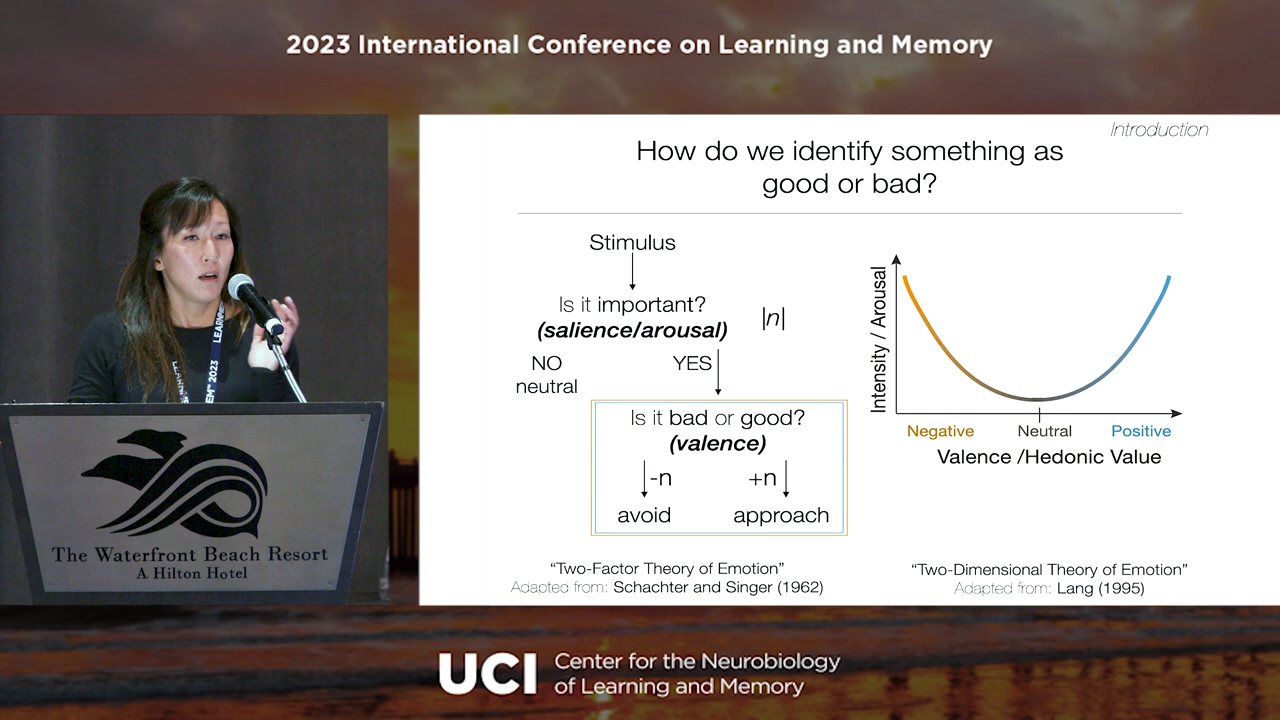 2023 International Conference on Learning and Memory
Introduction
How do we identify something as
good or bad?
Stimulus
Is it important?
(salience/arousal)
|n|
NO
neutral
YES
Is it bad or good?
(valence)
-n
+n
avoid
approach
"Two-Factor Theory of Emotion"
Adapted from: Schachter and Singer (1962)
Intensity / Arousal
Negative
Neutral
Positive
Valence /Hedonic Value
"Two-Dimensional Theory of Emotion"
Adapted from: Lang (1995)
The Waterfront Beach Resort
A Hilton Hotel
UCI
Center for the Neurobiology
of Learning and Memory